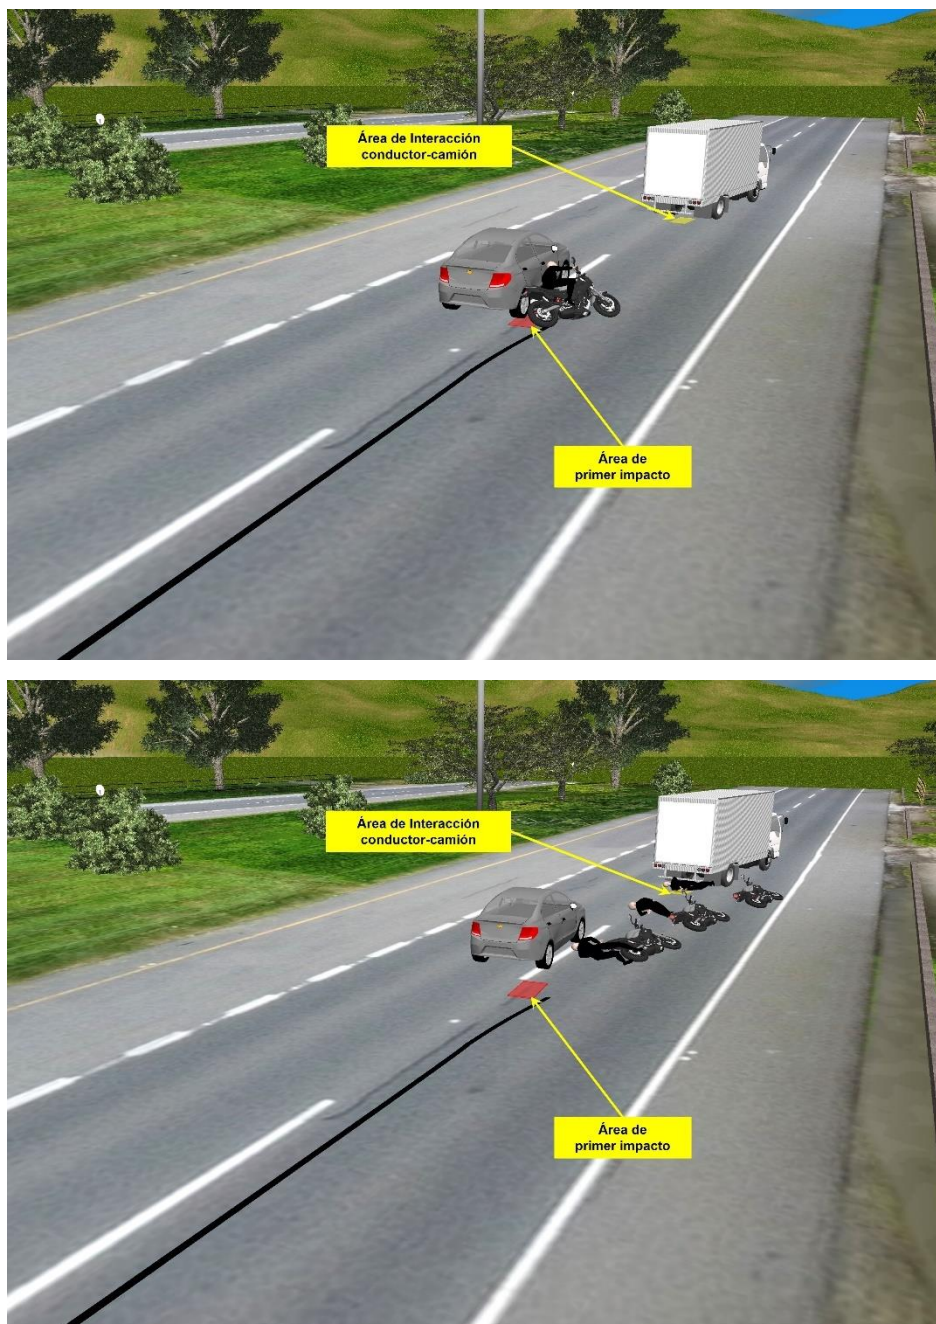 Área de Interacción
conductor-camión
Área de
primer impacto
Área de Interacción
conductor-camión
Área de
primer impacto